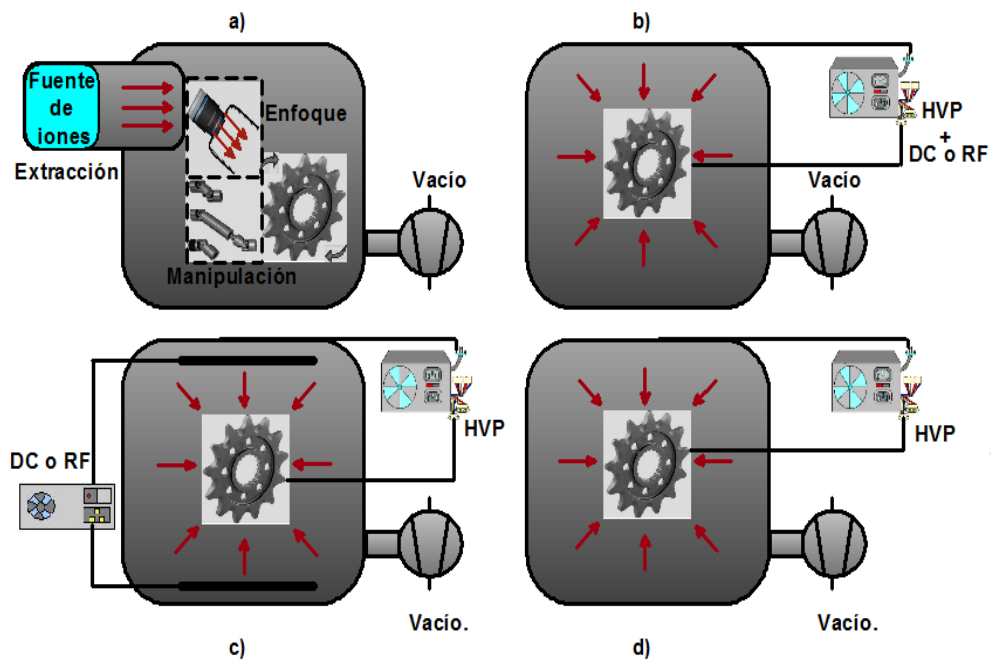 a)
Fuente
de
iones
Extracción
Enfoque
Manipulación
Vacío
b)
HVP
+
DC o RF
Vacío
DC o RF
HVP
Vacío.
c)
HVP
Vacío.
d)